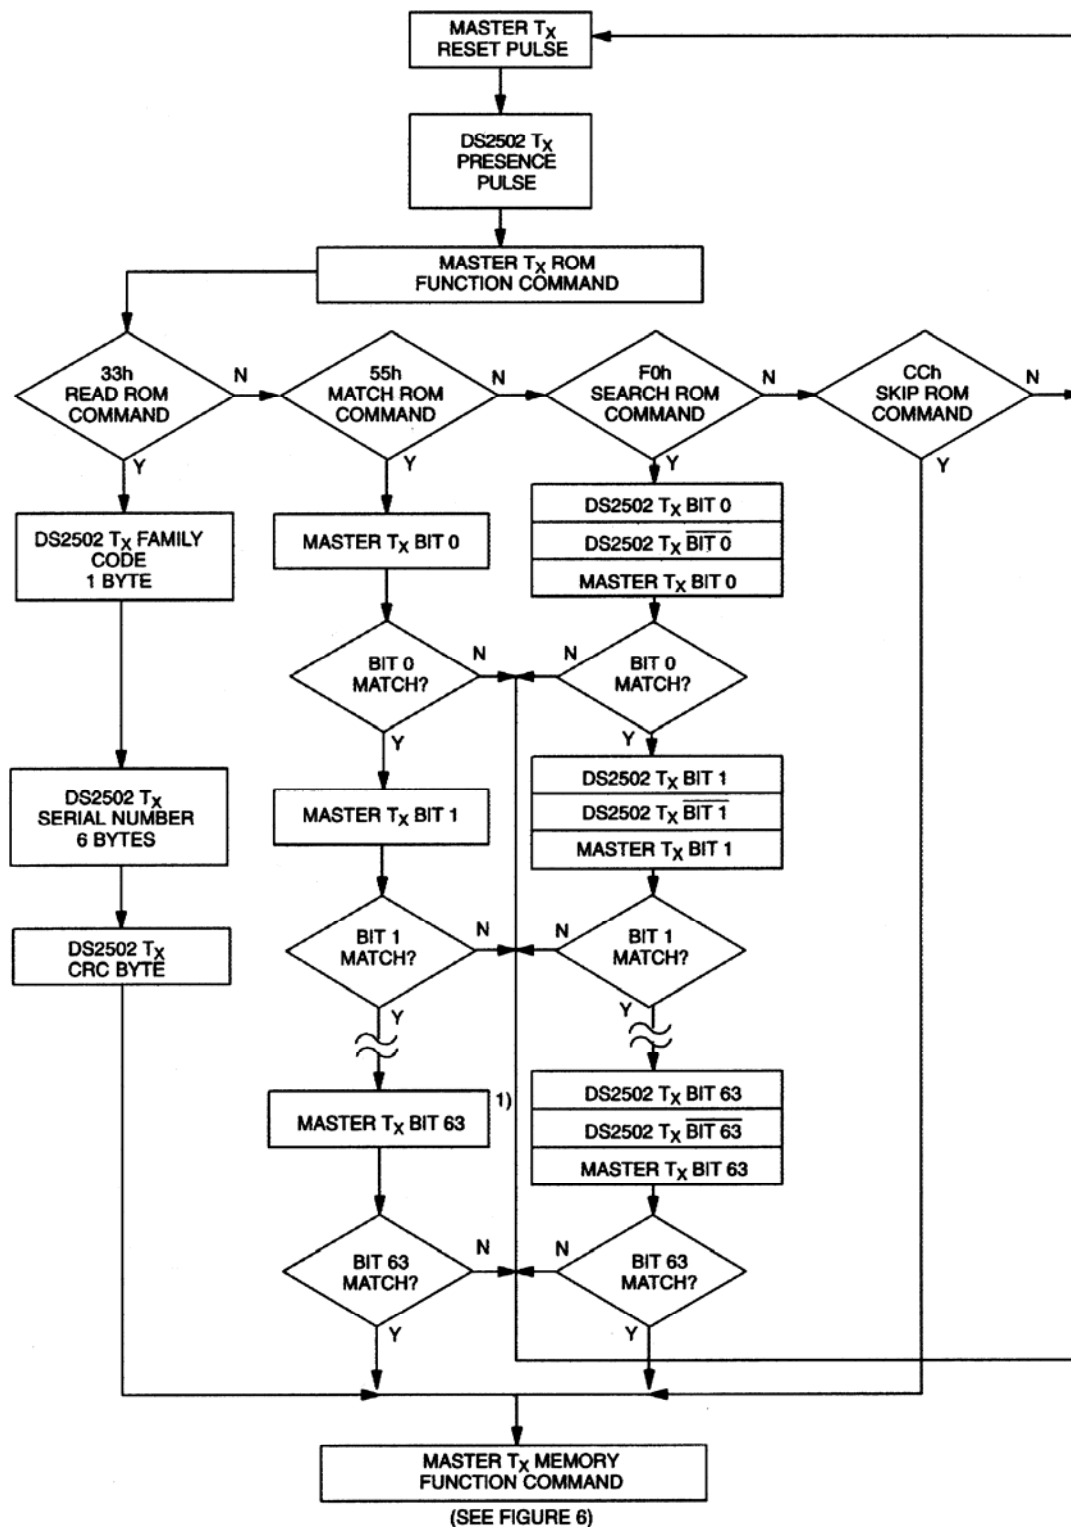 MASTER TX
RESET PULSE
DS2502 TX
PRESENCE
PULSE
MASTER TX ROM
FUNCTION COMMAND
33h
READ ROM
COMMAND
N
Y
55h
MATCH ROM
COMMAND
N
Y
F0h
SEARCH ROM
COMMAND
N
Y
CCh
SKIP ROM
COMMAND
N
Y
DS2502 TX FAMILY
CODE
1 BYTE
DS2502 TX
SERIAL NUMBER
6 BYTES
DS2502 TX
CRC BYTE
MASTER TX BIT 0
BIT 0
MATCH?
N
Y
MASTER TX BIT 1
BIT 1
MATCH?
N
Y
MASTER TX BIT 63
1)
BIT 63
MATCH?
N
Y
DS2502 TX BIT 0
DS2502 TX B̅I̅T̅ ̅0̅
MASTER TX BIT 0
BIT 0
MATCH?
N
Y
DS2502 TX BIT 1
DS2502 TX B̅I̅T̅ ̅1̅
MASTER TX BIT 1
BIT 1
MATCH?
N
Y
DS2502 TX BIT 63
DS2502 TX B̅I̅T̅ ̅6̅3̅
MASTER TX BIT 63
BIT 63
MATCH?
N
Y
MASTER TX MEMORY
FUNCTION COMMAND
(SEE FIGURE 6)